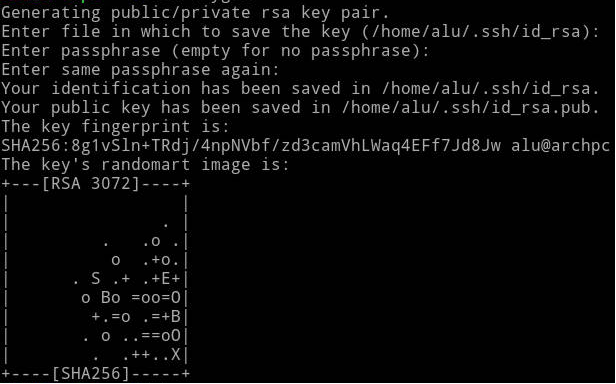 Generating public/private rsa key pair.
Enter file in which to save the key (/home/alu/.ssh/id_rsa):
Enter passphrase (empty for no passphrase):
Enter same passphrase again:
Your identification has been saved in /home/alu/.ssh/id_rsa.
Your public key has been saved in /home/alu/.ssh/id_rsa.pub.
The key fingerprint is:
SHA256:8g1vSln+TRdj/4npNVbf/zd3camVhLWaq4EFf7Jd8Jw alu@archpc
The key's randomart image is:
+---[RSA 3072]----+
|                 |
|               . |
|         .   .o .|
|          o  .+o.|
|      . S .+ .+E+|
|       o Bo =oo=O|
|        +.=o .=+B|
|       . o ..==oO|
|        .  .++..X|
+----[SHA256]-----+